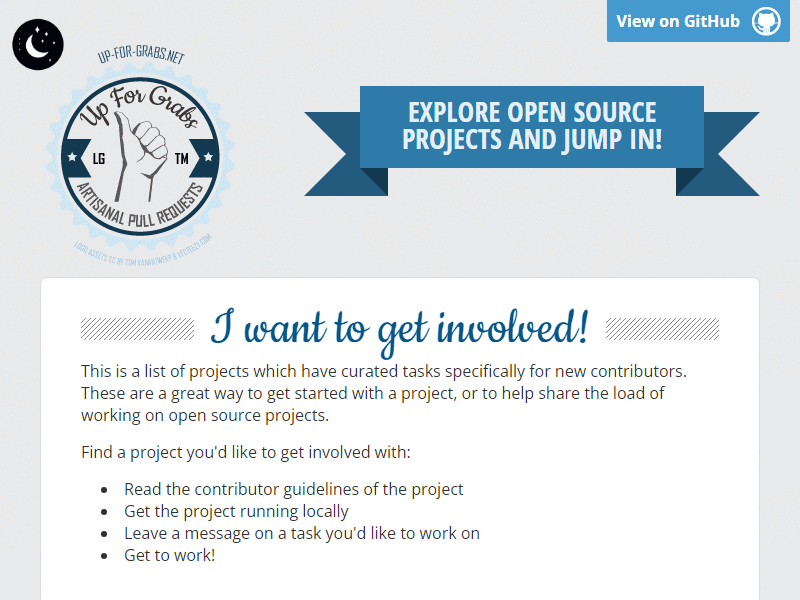 View on GitHub
UP-FOR-GRABS.NET
Up For Grabs
LG TM
ARTISANAL PULL REQUESTS
LOGO ASSETS CC BY TOM VANHOWEUP & VECTEEZY.COM
EXPLORE OPEN SOURCE
PROJECTS AND JUMP IN!
I want to get involved!
This is a list of projects which have curated tasks specifically for new contributors.
These are a great way to get started with a project, or to help share the load of
working on open source projects.
Find a project you'd like to get involved with:
Read the contributor guidelines of the project
Get the project running locally
Leave a message on a task you'd like to work on
Get to work!